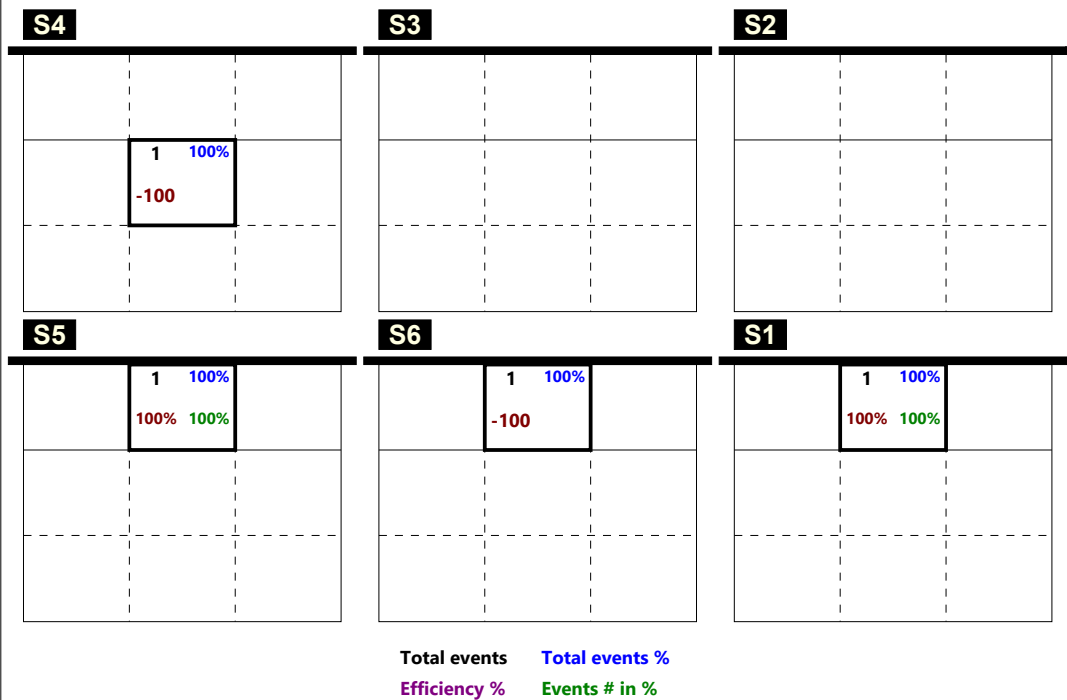 S4 S3 S2
1 100%
-100
S5 S6 S1
1 100% 1 100% 1 100%
100% 100% -100 100% 100%
Total events Total events %
Efficiency % Events # in %